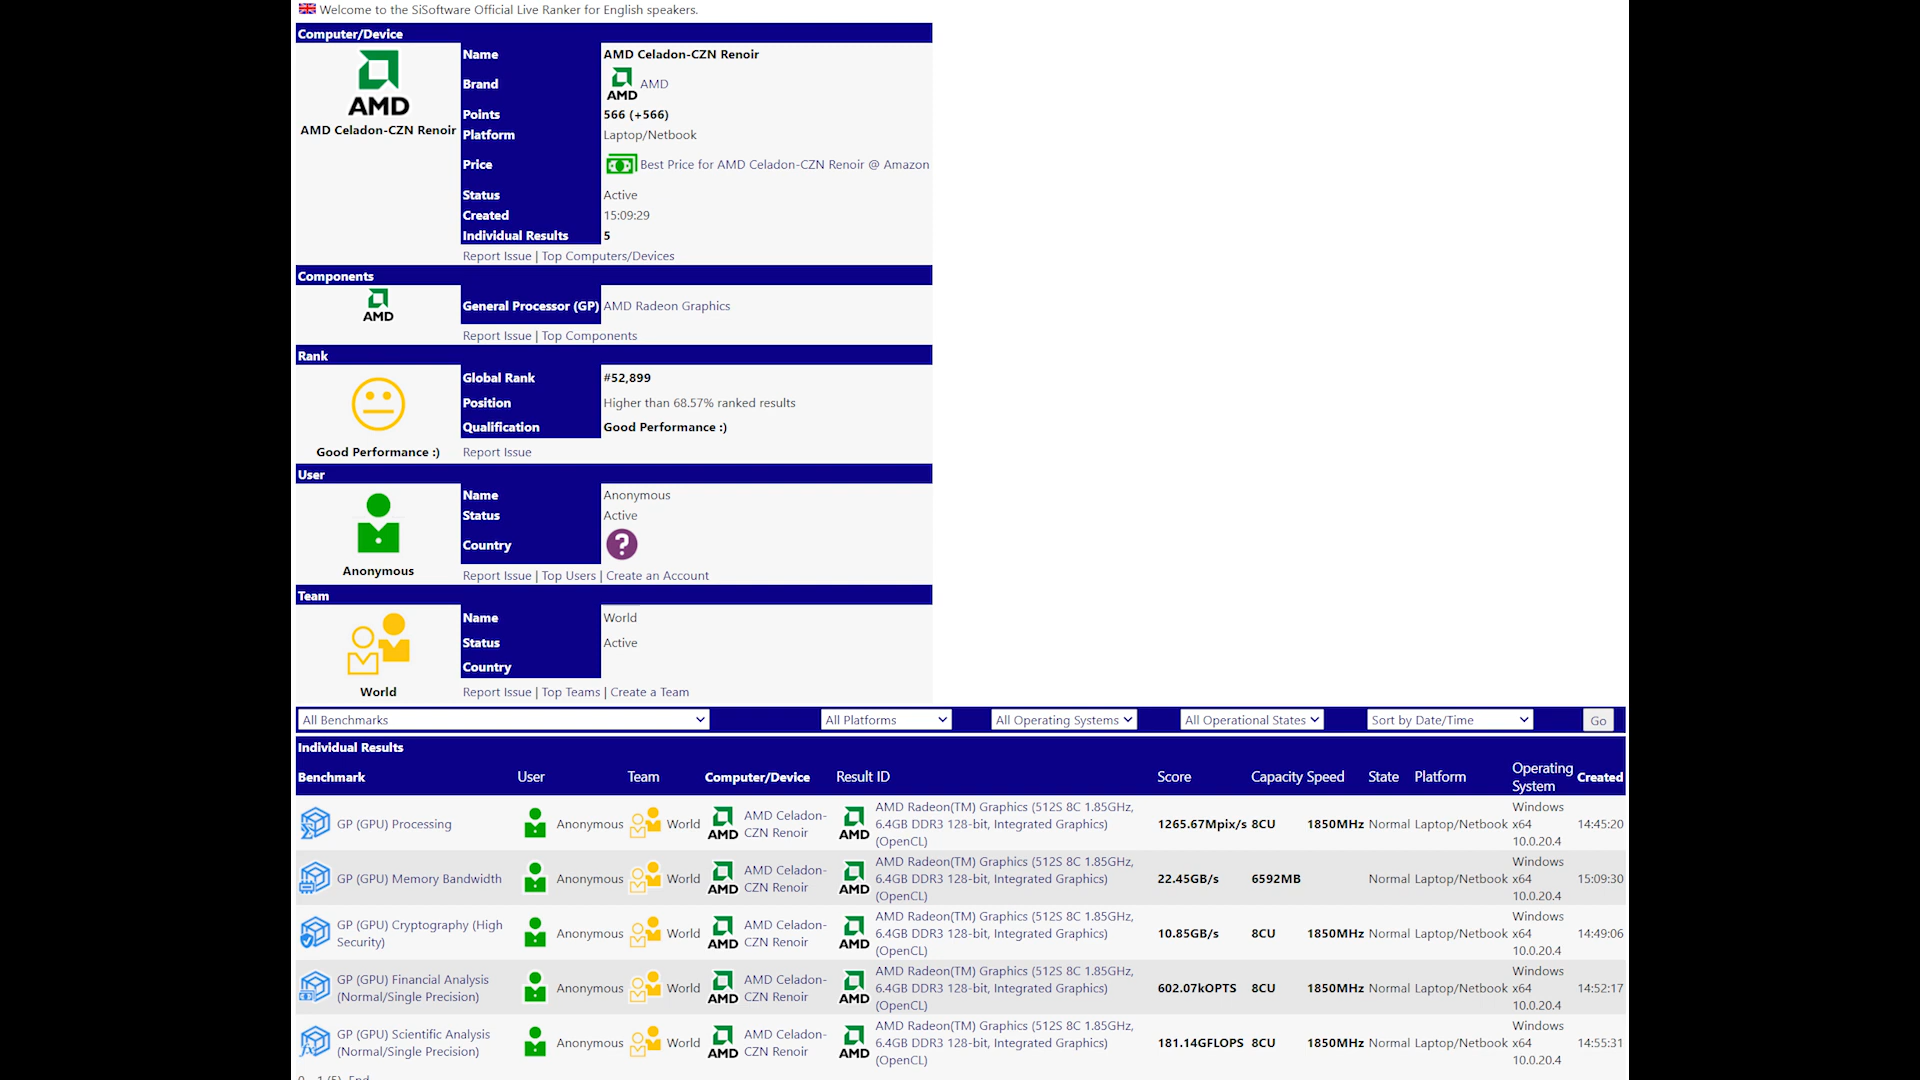 Welcome to the SiSoftware Official Live Ranker for English speakers.
Computer/Device
AMD
AMD Celadon-CZN Renoir
Name AMD Celadon-CZN Renoir
Brand AMD AMD
Points 566 (+566)
Platform Laptop/Netbook
Price Best Price for AMD Celadon-CZN Renoir @ Amazon
Status Active
Created 15:09:29
Individual Results 5
Report Issue | Top Computers/Devices
Components
AMD
General Processor (GP) AMD Radeon Graphics
Report Issue | Top Components
Rank
Global Rank #52,899
Position Higher than 68.57% ranked results
Qualification Good Performance :)
Good Performance :) Report Issue
User
Name Anonymous
Status Active
Country ?
Anonymous Report Issue | Top Users | Create an Account
Team
Name World
Status Active
Country
World Report Issue | Top Teams | Create a Team
All Benchmarks All Platforms All Operating Systems All Operational States Sort by Date/Time Go
Individual Results
Benchmark User Team Computer/Device Result ID Score Capacity Speed State Platform Operating System Created
GP (GPU) Processing Anonymous World AMD AMD Celadon-CZN Renoir AMD AMD Radeon(TM) Graphics (512S 8C 1.85GHz, 6.4GB DDR3 128-bit, Integrated Graphics) (OpenCL) 1265.67Mpix/s 8CU 1850MHz Normal Laptop/Netbook Windows x64 10.0.20.4 14:45:20
GP (GPU) Memory Bandwidth Anonymous World AMD AMD Celadon-CZN Renoir AMD AMD Radeon(TM) Graphics (512S 8C 1.85GHz, 6.4GB DDR3 128-bit, Integrated Graphics) (OpenCL) 22.45GB/s 6592MB Normal Laptop/Netbook Windows x64 10.0.20.4 15:09:30
GP (GPU) Cryptography (High Security) Anonymous World AMD AMD Celadon-CZN Renoir AMD AMD Radeon(TM) Graphics (512S 8C 1.85GHz, 6.4GB DDR3 128-bit, Integrated Graphics) (OpenCL) 10.85GB/s 8CU 1850MHz Normal Laptop/Netbook Windows x64 10.0.20.4 14:49:06
GP (GPU) Financial Analysis (Normal/Single Precision) Anonymous World AMD AMD Celadon-CZN Renoir AMD AMD Radeon(TM) Graphics (512S 8C 1.85GHz, 6.4GB DDR3 128-bit, Integrated Graphics) (OpenCL) 602.07kOPTS 8CU 1850MHz Normal Laptop/Netbook Windows x64 10.0.20.4 14:52:17
GP (GPU) Scientific Analysis (Normal/Single Precision) Anonymous World AMD AMD Celadon-CZN Renoir AMD AMD Radeon(TM) Graphics (512S 8C 1.85GHz, 6.4GB DDR3 128-bit, Integrated Graphics) (OpenCL) 181.14GFLOPS 8CU 1850MHz Normal Laptop/Netbook Windows x64 10.0.20.4 14:55:31